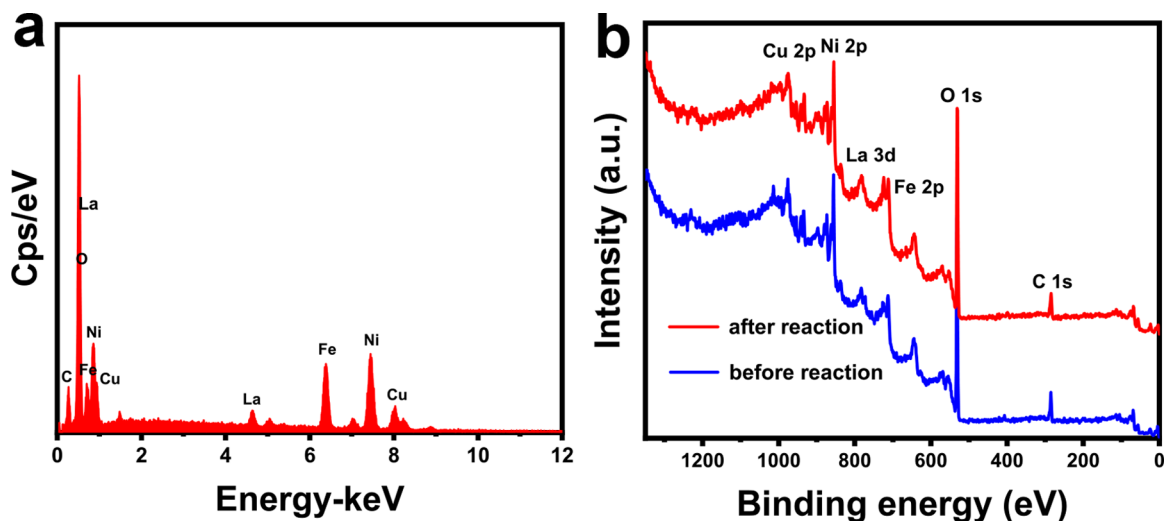 a
Cps/eV
La
O
Ni
Fe
C
Cu
La
Fe
Ni
Cu
0 2 4 6 8 10 12
Energy-keV
b
Cu 2p
Ni 2p
O 1s
La 3d
Fe 2p
C 1s
after reaction
before reaction
Intensity (a.u.)
1200 1000 800 600 400 200 0
Binding energy (eV)